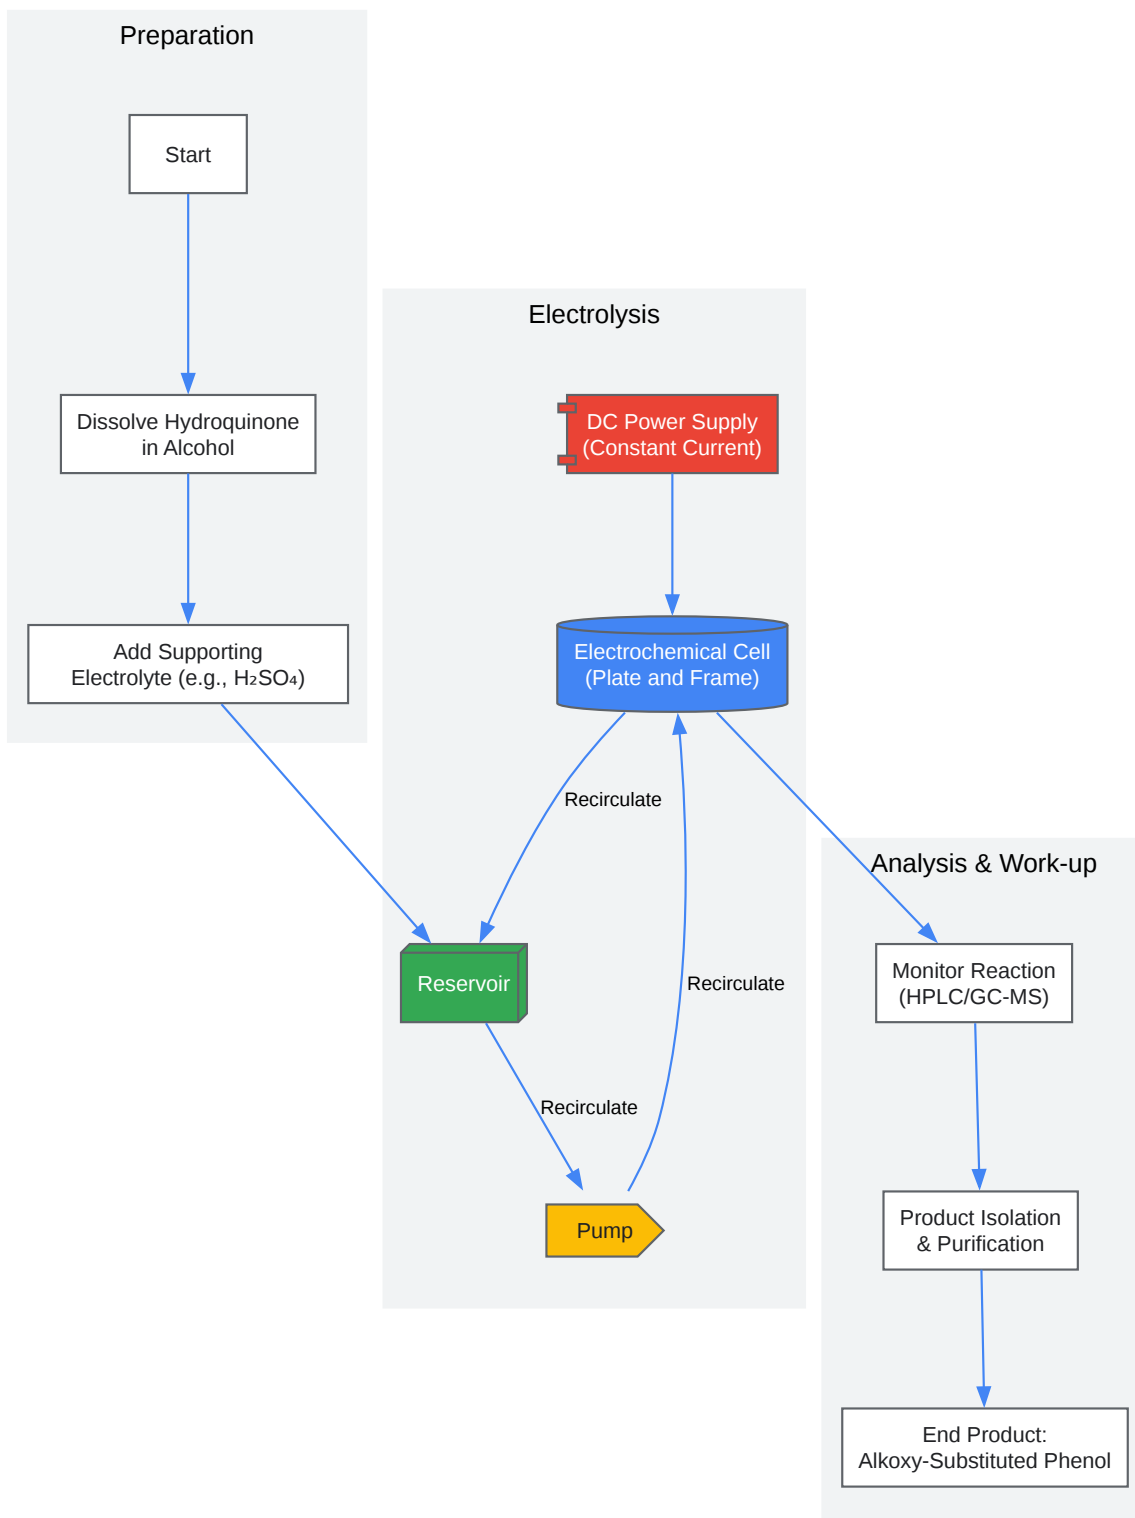 Preparation
Start
Dissolve Hydroquinone
in Alcohol
Add Supporting
Electrolyte (e.g., H₂SO₄)
Electrolysis
DC Power Supply
(Constant Current)
Electrochemical Cell
(Plate and Frame)
Recirculate
Reservoir
Recirculate
Recirculate
Pump
Analysis & Work-up
Monitor Reaction
(HPLC/GC-MS)
Product Isolation
& Purification
End Product:
Alkoxy-Substituted Phenol